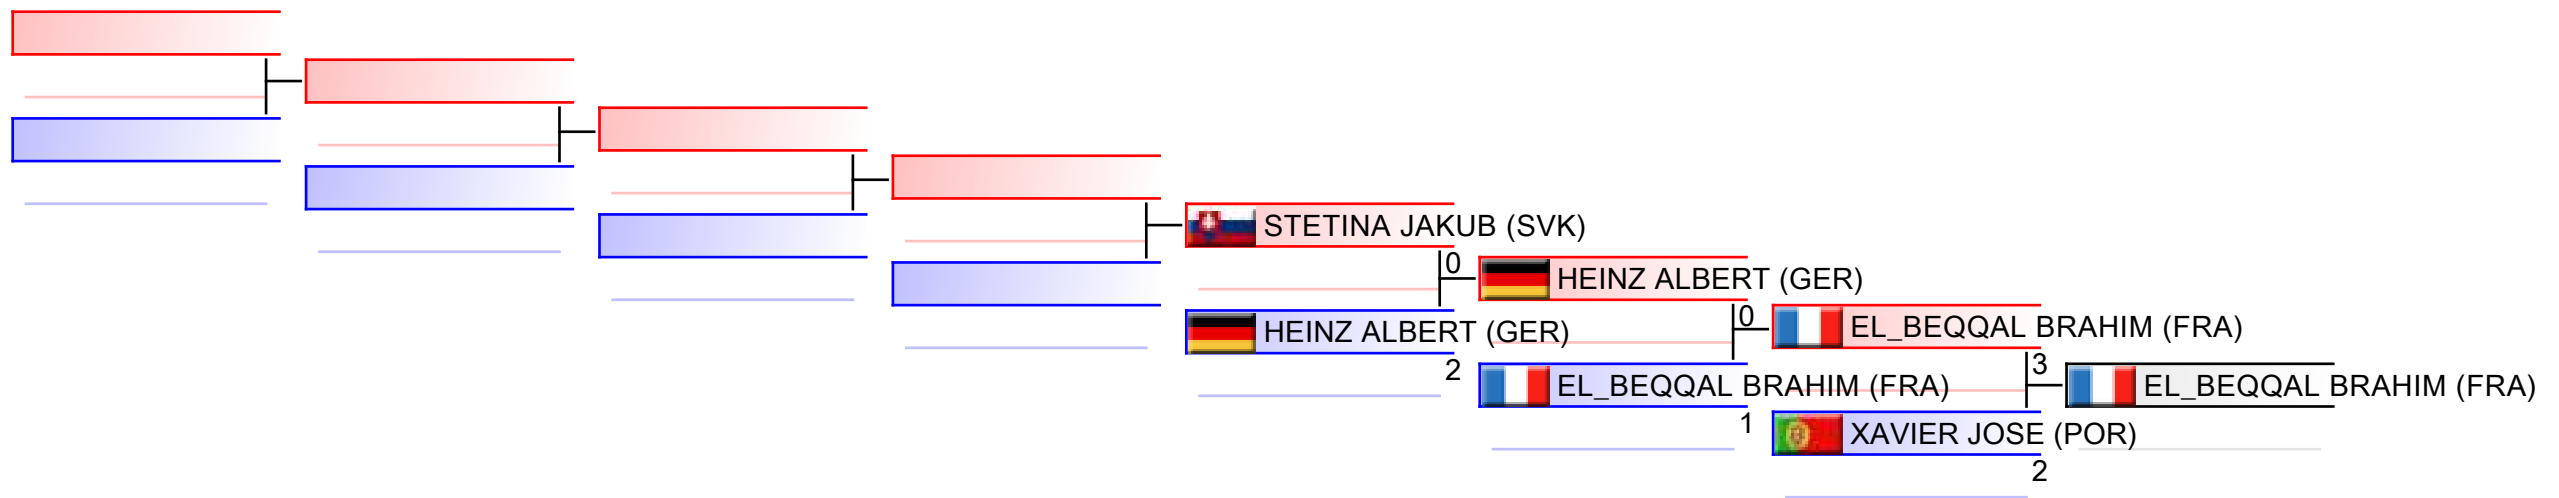 STETINA JAKUB (SVK)
0
HEINZ ALBERT (GER)
HEINZ ALBERT (GER)
2
0
EL_BEQQAL BRAHIM (FRA)
EL_BEQQAL BRAHIM (FRA)
1
3
EL_BEQQAL BRAHIM (FRA)
XAVIER JOSE (POR)
2